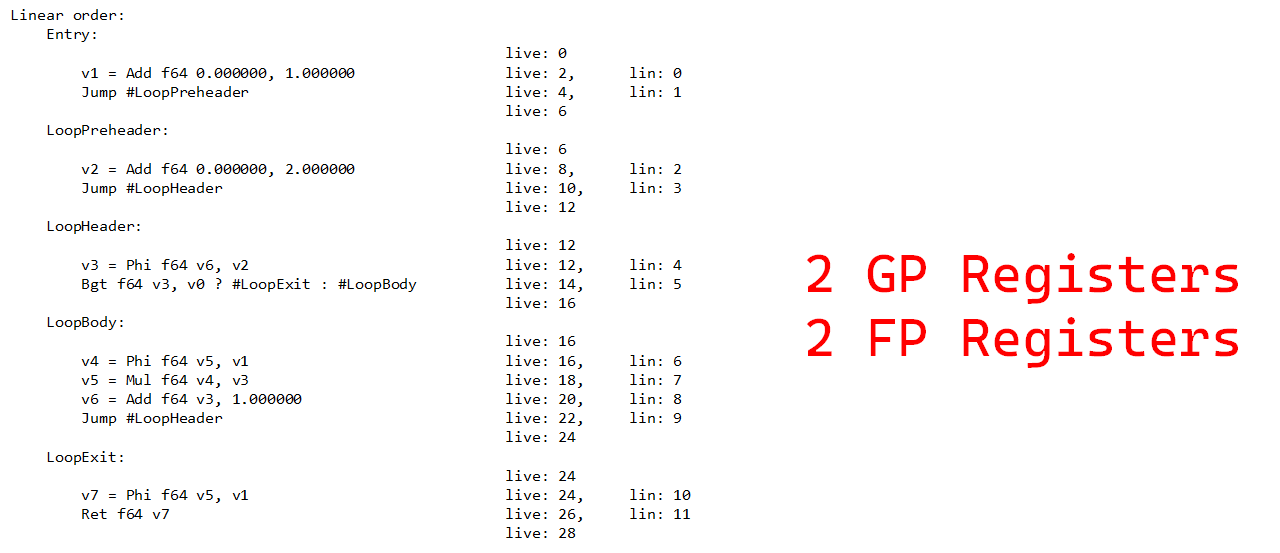 Linear order:
Entry:
live: 0
v1 = Add f64 0.000000, 1.000000 live: 2, lin: 0
Jump #LoopPreheader live: 4, lin: 1
live: 6
LoopPreheader:
live: 6
v2 = Add f64 0.000000, 2.000000 live: 8, lin: 2
Jump #LoopHeader live: 10, lin: 3
live: 12
LoopHeader:
live: 12
v3 = Phi f64 v6, v2 live: 12, lin: 4
Bgt f64 v3, v0 ? #LoopExit : #LoopBody live: 14, lin: 5
live: 16
LoopBody:
live: 16
v4 = Phi f64 v5, v1 live: 16, lin: 6
v5 = Mul f64 v4, v3 live: 18, lin: 7
v6 = Add f64 v3, 1.000000 live: 20, lin: 8
Jump #LoopHeader live: 22, lin: 9
live: 24
LoopExit:
live: 24
v7 = Phi f64 v5, v1 live: 24, lin: 10
Ret f64 v7 live: 26, lin: 11
live: 28
2 GP Registers
2 FP Registers